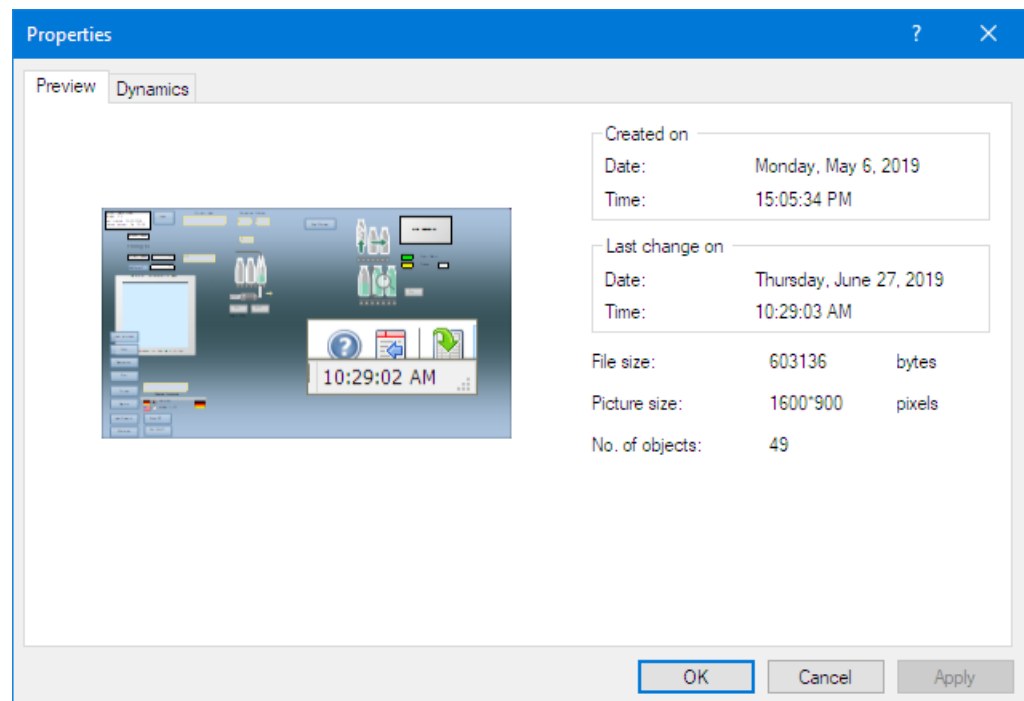 Properties
?
Preview
Dynamics
Created on
Date: Monday, May 6, 2019
Time: 15:05:34 PM
Last change on
Date: Thursday, June 27, 2019
Time: 10:29:03 AM
File size: 603136 bytes
Picture size: 1600*900 pixels
No. of objects: 49
?
10:29:02 AM
OK
Cancel
Apply